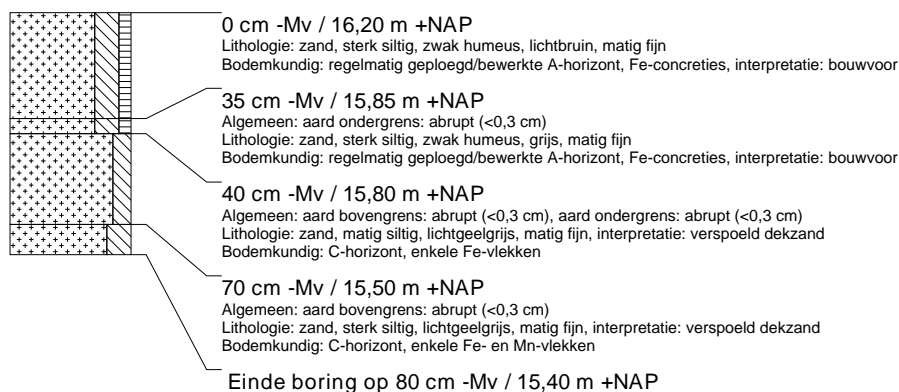 0 cm -Mv / 16,20 m +NAP
Lithologie: zand, sterk siltig, zwak humeus, lichtbruin, matig fijn
Bodemkundig: regelmatig geploegd/bewerkte A-horizont, Fe-concreties, interpretatie: bouwvoor
35 cm -Mv / 15,85 m +NAP
Algemeen: aard ondergrens: abrupt (<0,3 cm)
Lithologie: zand, sterk siltig, zwak humeus, grijs, matig fijn
Bodemkundig: regelmatig geploegd/bewerkte A-horizont, Fe-concreties, interpretatie: bouwvoor
40 cm -Mv / 15,80 m +NAP
Algemeen: aard bovengrens: abrupt (<0,3 cm), aard ondergrens: abrupt (<0,3 cm)
Lithologie: zand, matig siltig, lichtgeelgrijs, matig fijn, interpretatie: verspoeld dekzand
Bodemkundig: C-horizont, enkele Fe-vlekken
70 cm -Mv / 15,50 m +NAP
Algemeen: aard bovengrens: abrupt (<0,3 cm)
Lithologie: zand, sterk siltig, lichtgeelgrijs, matig fijn, interpretatie: verspoeld dekzand
Bodemkundig: C-horizont, enkele Fe- en Mn-vlekken
Einde boring op 80 cm -Mv / 15,40 m +NAP